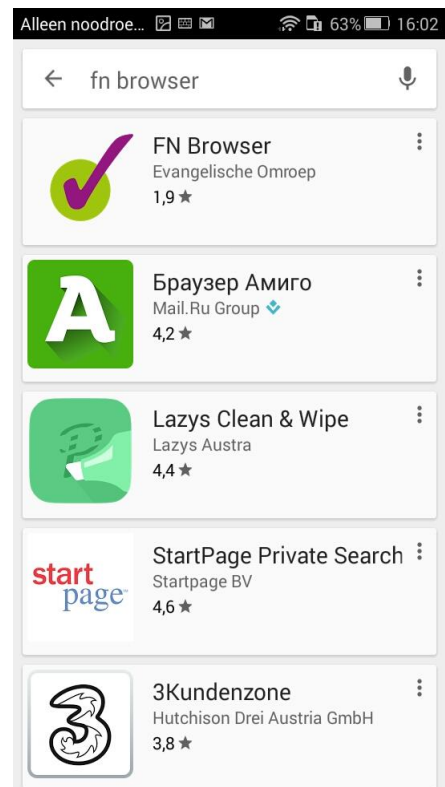 Alleen noodroe... 63% 16:02
fn browser
FN Browser
Evangelische Omroep
1,9 ★
A
Браузер Амиго
Mail.Ru Group
4,2 ★
Lazys Clean & Wipe
Lazys Austra
4,4 ★
start
page
StartPage Private Search
Startpage BV
4,6 ★
3
3Kundenzone
Hutchison Drei Austria GmbH
3,8 ★